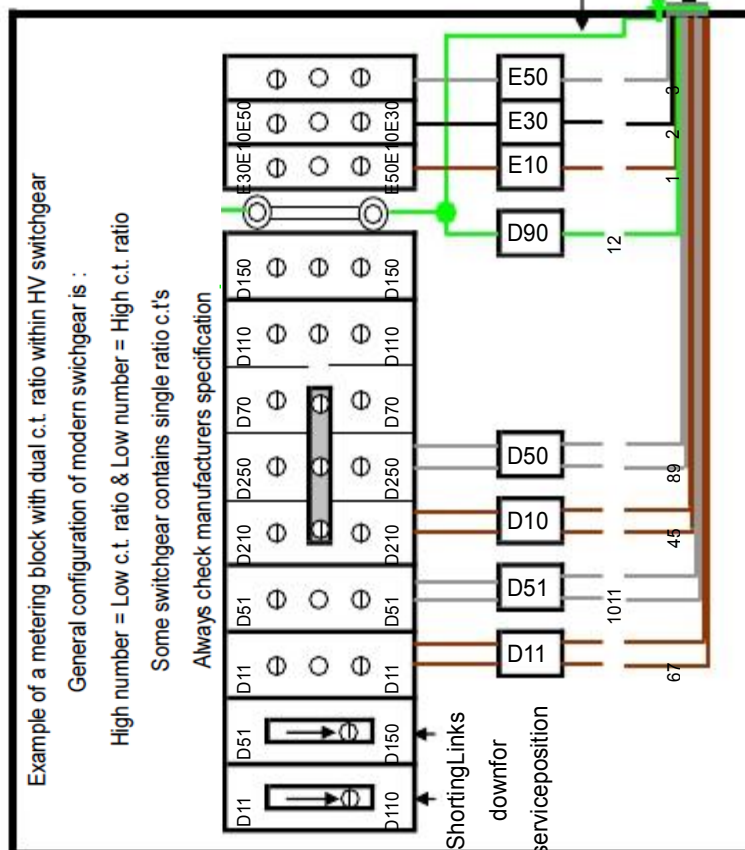 Example of a metering block with dual c.t. ratio within HV switchgear
General configuration of modern swichgear is :
High number = Low c.t. ratio & Low number = High c.t. ratio
Some switchgear contains single ratio c.t's
Always check manufacturers specification
E30E10E50
E50E10E30
E50
3
E30
2
E10
1
D90
12
D150
D150
D110
D110
D70
D70
D250
D250
D50
89
D210
D210
D10
45
D51
D51
D51
1011
D11
D11
D11
67
D51
D150
D11
D110
ShortingLinks
downfor
serviceposition